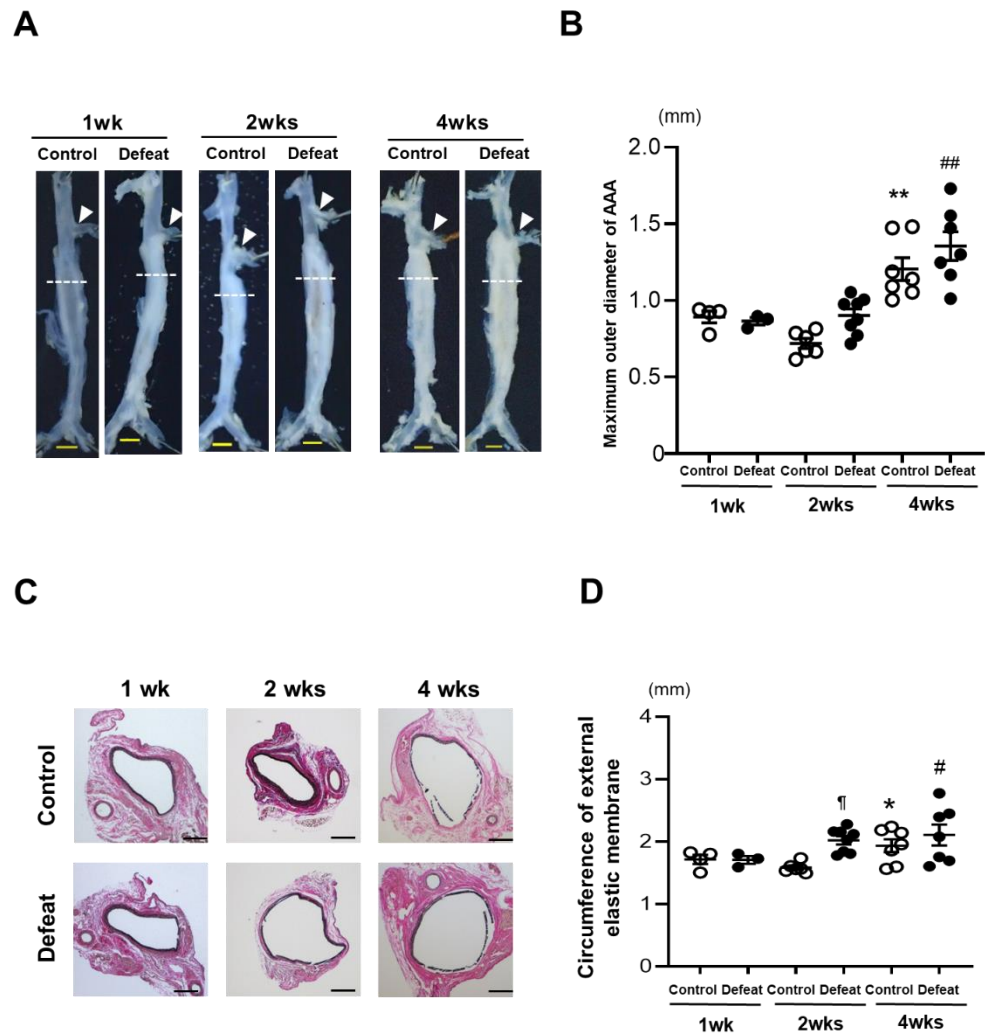 A
1wk 2wks 4wks
Control Defeat Control Defeat Control Defeat
B
(mm)
Maximum outer diameter of AAA
2.0
1.5
1.0
0.5
0
**
##
Control Defeat Control Defeat Control Defeat
1wk 2wks 4wks
C
1 wk 2 wks 4 wks
Control
Defeat
D
(mm)
Circumference of external
elastic membrane
4
3
2
1
0
¶
*
#
Control Defeat Control Defeat Control Defeat
1wk 2wks 4wks